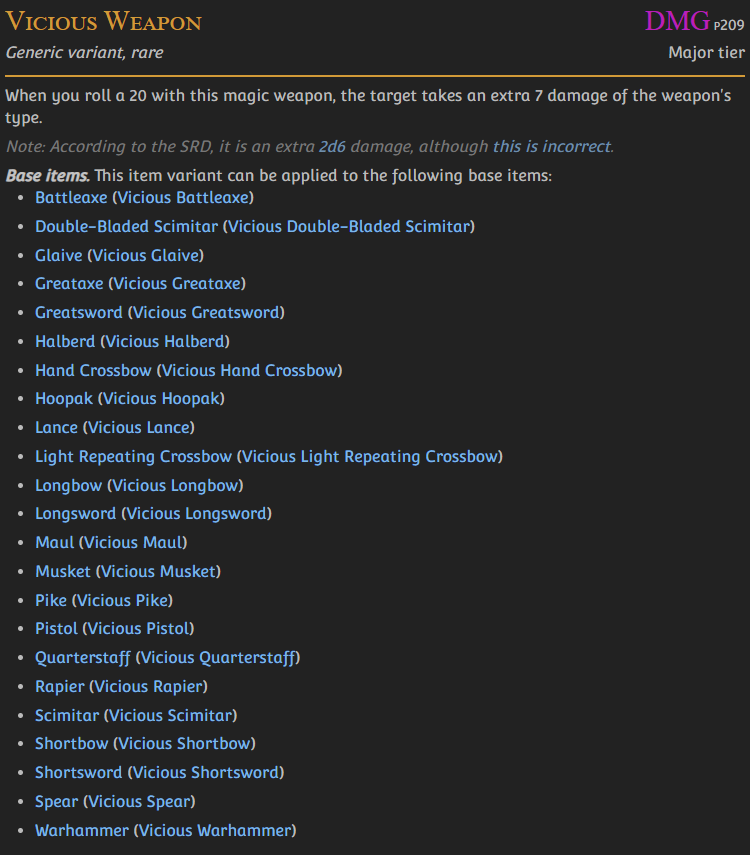 Vicious Weapon DMG P209
Generic variant, rare Major tier
When you roll a 20 with this magic weapon, the target takes an extra 7 damage of the weapon's
type.
Note: According to the SRD, it is an extra 2d6 damage, although this is incorrect.
Base items. This item variant can be applied to the following base items:
• Battleaxe (Vicious Battleaxe)
• Double-Bladed Scimitar (Vicious Double-Bladed Scimitar)
• Glaive (Vicious Glaive)
• Greataxe (Vicious Greataxe)
• Greatsword (Vicious Greatsword)
• Halberd (Vicious Halberd)
• Hand Crossbow (Vicious Hand Crossbow)
• Hoopak (Vicious Hoopak)
• Lance (Vicious Lance)
• Light Repeating Crossbow (Vicious Light Repeating Crossbow)
• Longbow (Vicious Longbow)
• Longsword (Vicious Longsword)
• Maul (Vicious Maul)
• Musket (Vicious Musket)
• Pike (Vicious Pike)
• Pistol (Vicious Pistol)
• Quarterstaff (Vicious Quarterstaff)
• Rapier (Vicious Rapier)
• Scimitar (Vicious Scimitar)
• Shortbow (Vicious Shortbow)
• Shortsword (Vicious Shortsword)
• Spear (Vicious Spear)
• Warhammer (Vicious Warhammer)